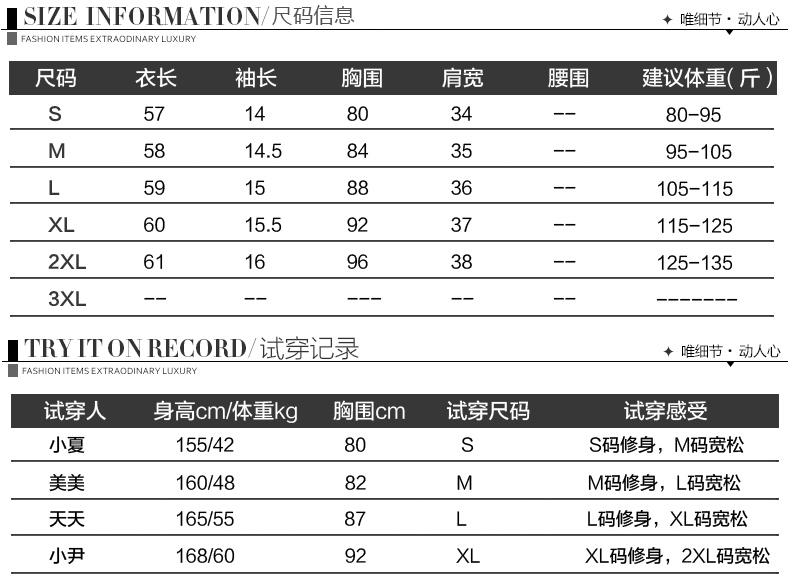 SIZE INFORMATION/尺码信息
✦ 唯细节·动人心
FASHION ITEMS EXTRAODINARY LUXURY
尺码 衣长 袖长 胸围 肩宽 腰围 建议体重(斤)
S 57 14 80 34 -- 80-95
M 58 14.5 84 35 -- 95-105
L 59 15 88 36 -- 105-115
XL 60 15.5 92 37 -- 115-125
2XL 61 16 96 38 -- 125-135
3XL -- -- --- -- -- -------
TRY IT ON RECORD/试穿记录
✦ 唯细节·动人心
FASHION ITEMS EXTRAODINARY LUXURY
试穿人 身高cm/体重kg 胸围cm 试穿尺码 试穿感受
小夏 155/42 80 S S码修身，M码宽松
美美 160/48 82 M M码修身，L码宽松
天天 165/55 87 L L码修身，XL码宽松
小尹 168/60 92 XL XL码修身，2XL码宽松